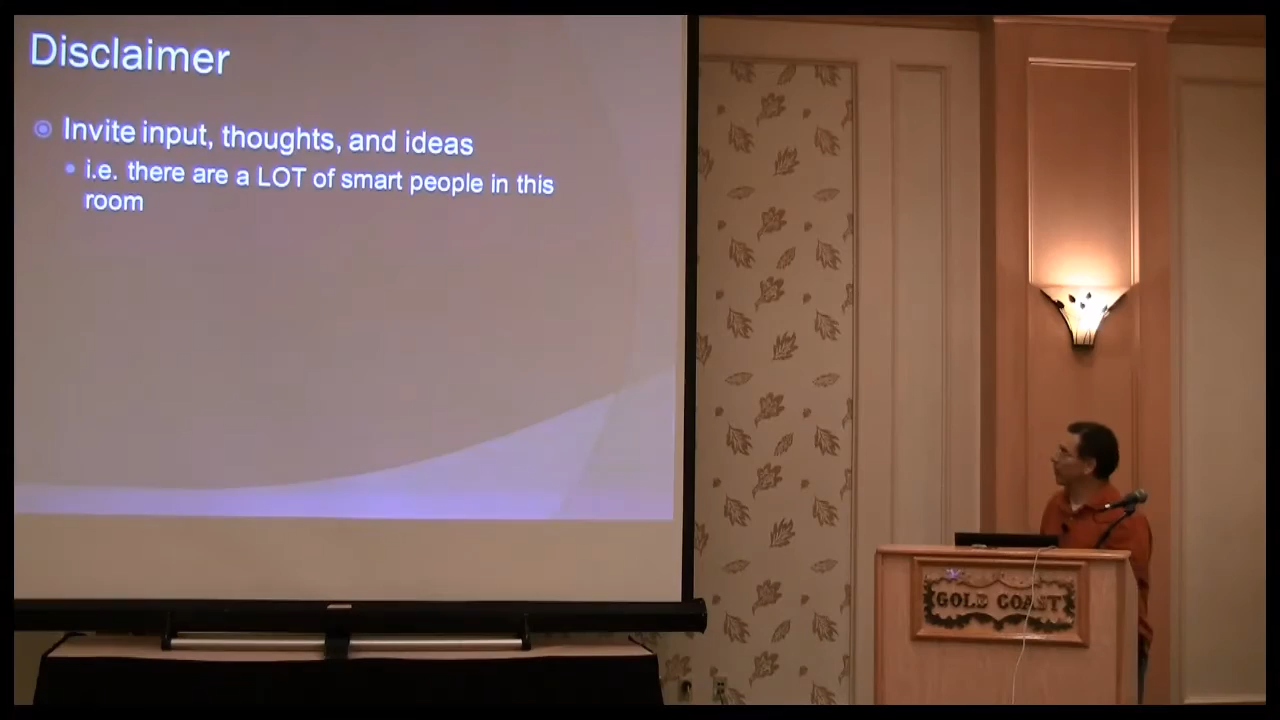 Disclaimer
Invite input, thoughts, and ideas
i.e. there are a LOT of smart people in this
room
GOLD COAST